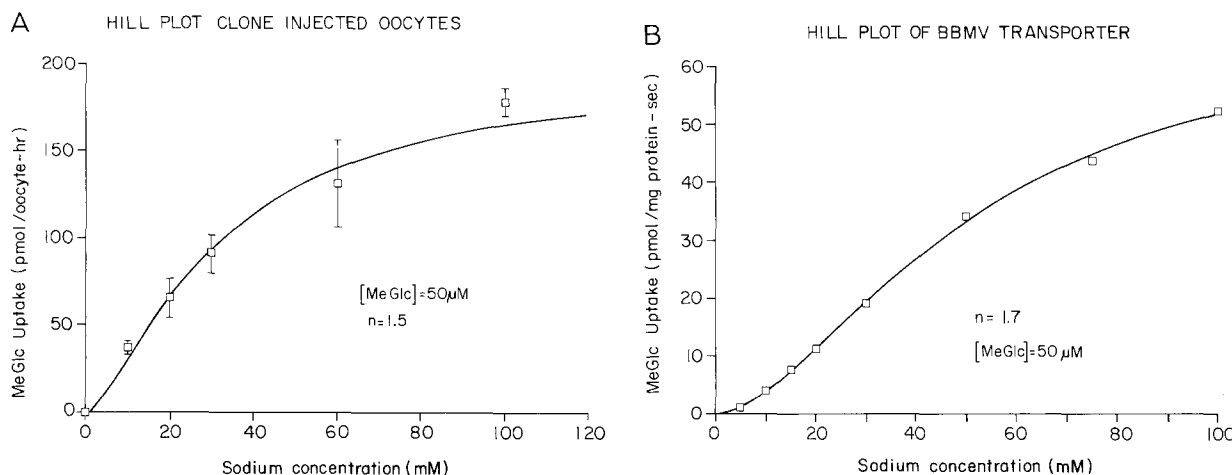 A
HILL PLOT CLONE INJECTED OOCYTES
MeGlc Uptake (pmol/oocyte-hr)
200
150
100
50
0
[MeGlc]=50μM
n=1.5
0 20 40 60 80 100 120
Sodium concentration (mM)
B
HILL PLOT OF BBMV TRANSPORTER
MeGlc Uptake (pmol/mg protein-sec)
60
50
40
30
20
10
0
n = 1.7
[MeGlc]=50 μM
0 20 40 60 80 100
Sodium concentration (mM)